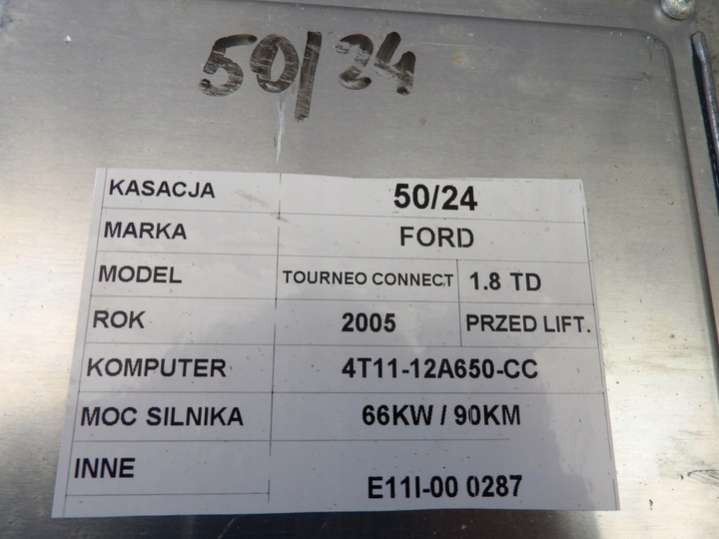 50/24
KASACJA 50/24
MARKA FORD
MODEL TOURNEO CONNECT 1.8 TD
ROK 2005 PRZED LIFT.
KOMPUTER 4T11-12A650-CC
MOC SILNIKA 66KW / 90KM
INNE E11I-00 0287